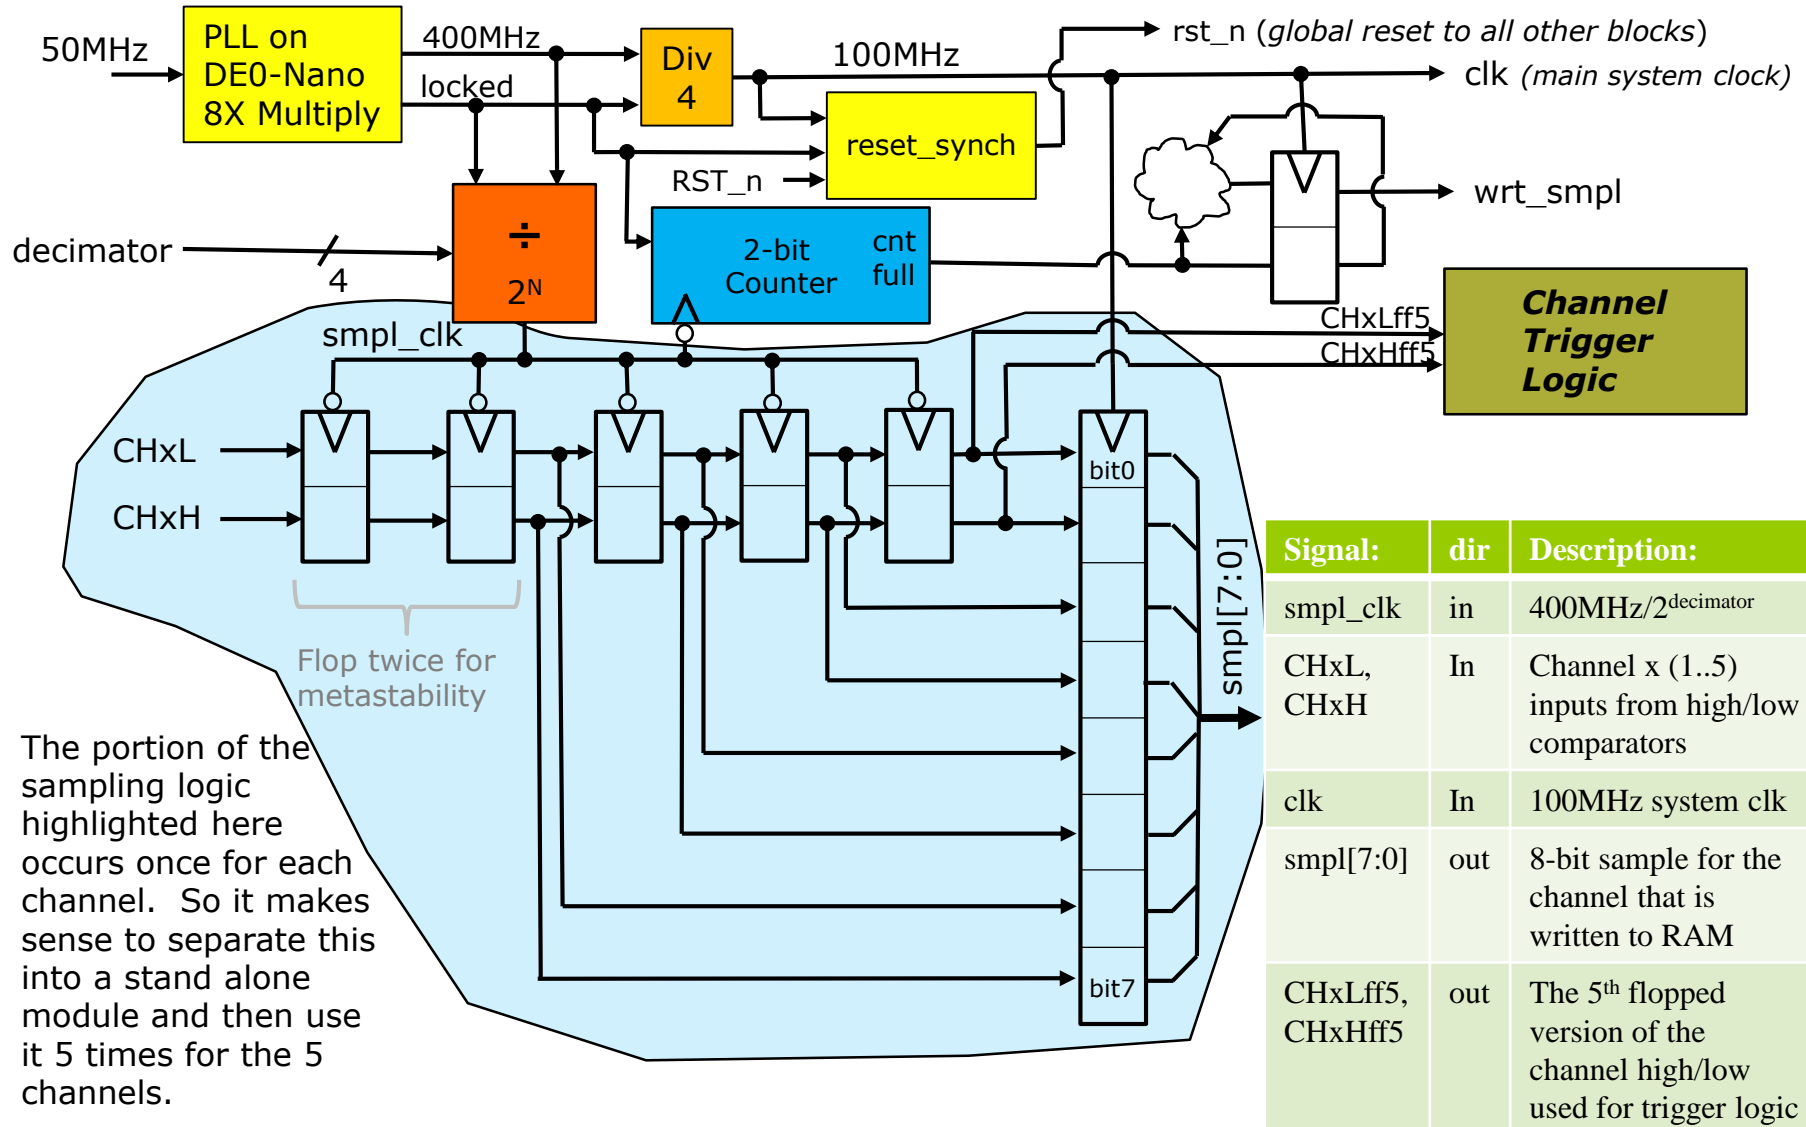 50MHz
PLL on
DE0-Nano
8X Multiply
400MHz
locked
Div
4
100MHz
rst_n (global reset to all other blocks)
clk (main system clock)
reset_synch
RST_n
wrt_smpl
decimator
4
÷
2N
2-bit
Counter
cnt
full
smpl_clk
CHxLff5
CHxHff5
Channel
Trigger
Logic
CHxL
CHxH
bit0
bit7
smpl[7:0]
Flop twice for
metastability
The portion of the
sampling logic
highlighted here
occurs once for each
channel.  So it makes
sense to separate this
into a stand alone
module and then use
it 5 times for the 5
channels.
Signal: dir Description:
smpl_clk in 400MHz/2decimator
CHxL, In Channel x (1..5)
CHxH inputs from high/low
comparators
clk In 100MHz system clk
smpl[7:0] out 8-bit sample for the
channel that is
written to RAM
CHxLff5, out The 5th flopped
CHxHff5 version of the
channel high/low
used for trigger logic